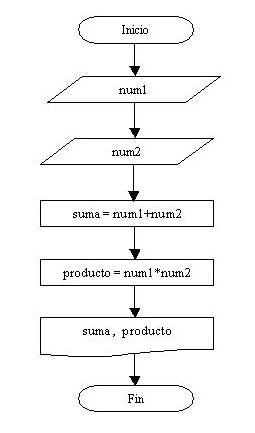 Inicio
num1
num2
suma = num1+num2
producto = num1*num2
suma , producto
Fin